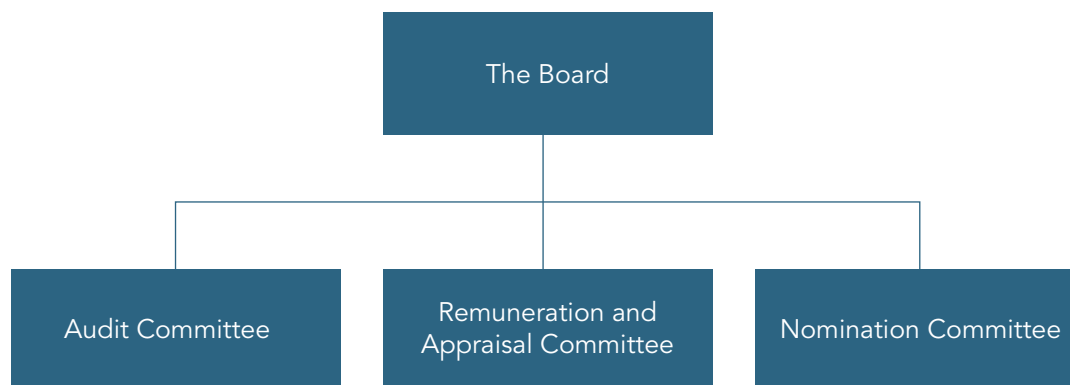 The Board
Audit Committee
Remuneration and
Appraisal Committee
Nomination Committee